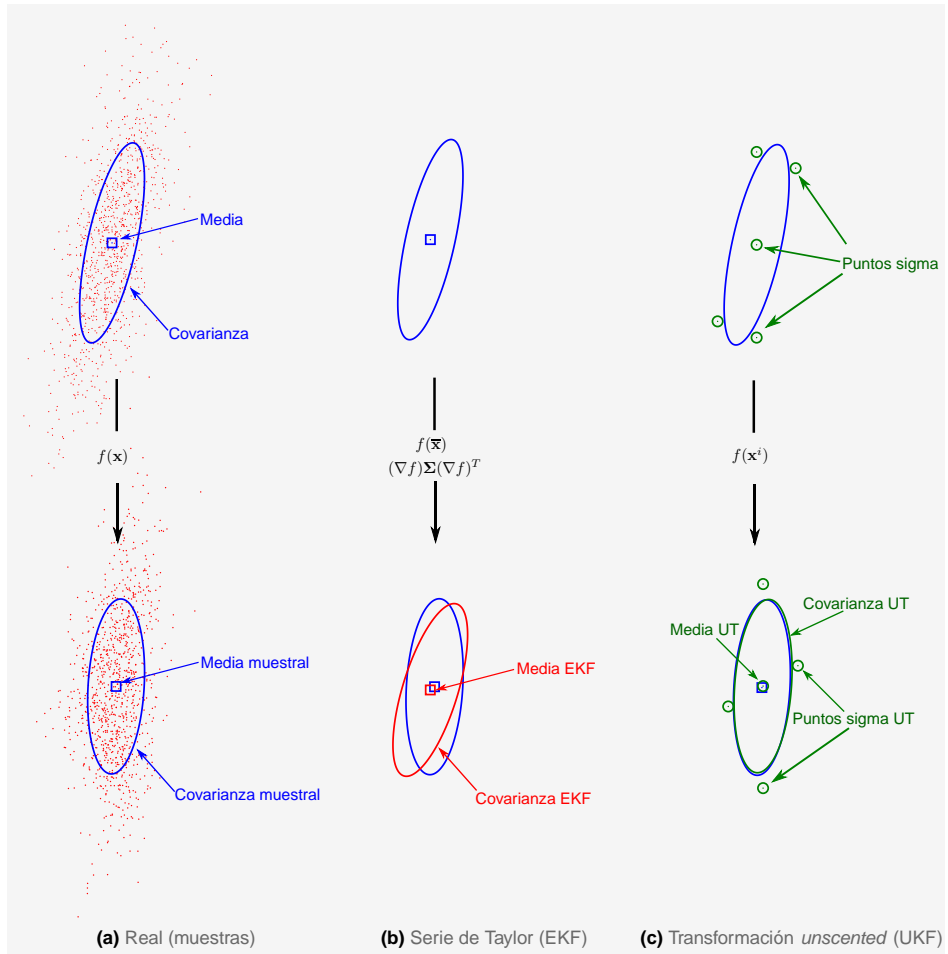 Media
Covarianza
f(x)
Media muestral
Covarianza muestral
(a) Real (muestras)
f(x̅)
(∇f)Σ(∇f)ᵀ
Media EKF
Covarianza EKF
(b) Serie de Taylor (EKF)
Puntos sigma
f(xⁱ)
Covarianza UT
Media UT
Puntos sigma UT
(c) Transformación unscented (UKF)